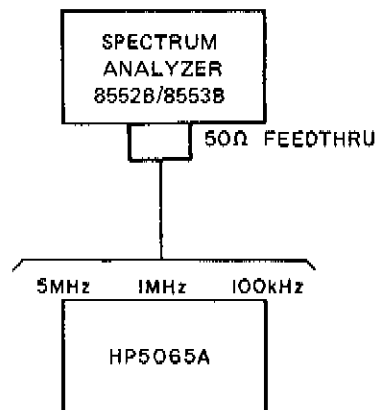 SPECTRUM
ANALYZER
8552B/8553B
50Ω FEEDTHRU
5MHz 1MHz 100kHz
HP5065A